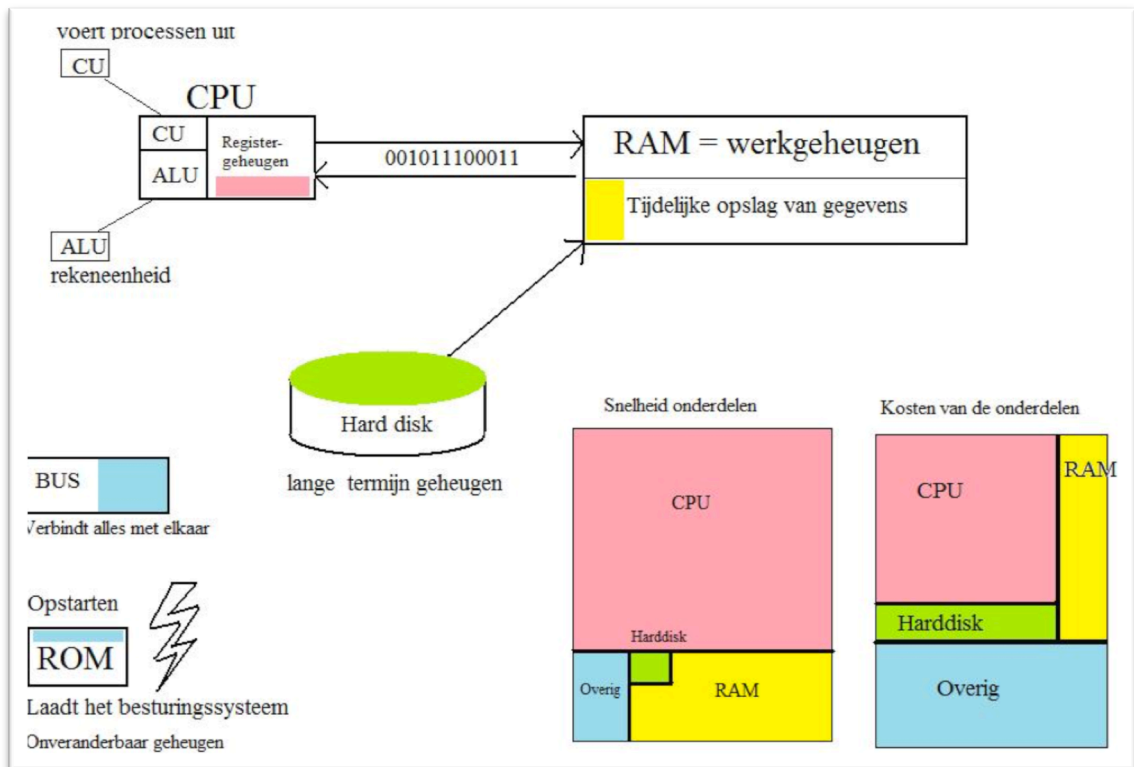 voert processen uit
CU
CPU
CU
Register-
geheugen
ALU
001011100011
RAM = werkgeheugen
Tijdelijke opslag van gegevens
ALU
rekeneenheid
Hard disk
lange termijn geheugen
BUS
Verbindt alles met elkaar
Opstarten
ROM
Laadt het besturingssysteem
Onveranderbaar geheugen
Snelheid onderdelen
CPU
Harddisk
Overig
RAM
Kosten van de onderdelen
CPU
RAM
Harddisk
Overig